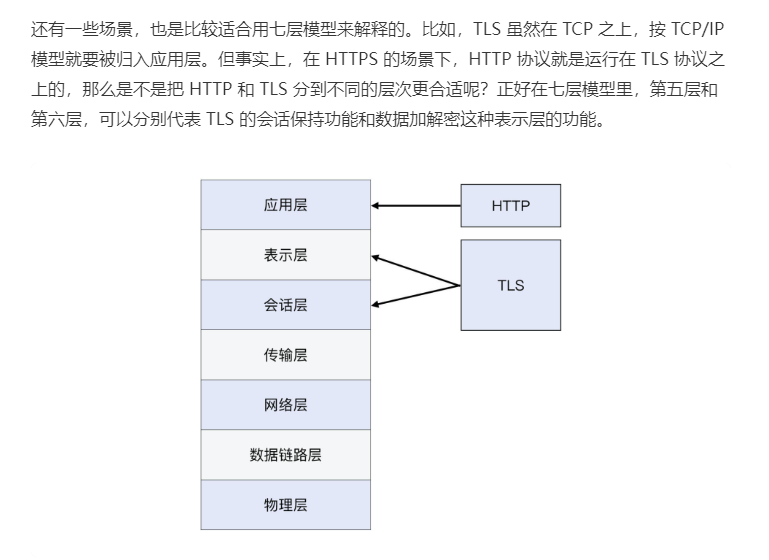 还有一些场景，也是比较适合用七层模型来解释的。比如，TLS 虽然在 TCP 之上，按 TCP/IP
模型就要被归入应用层。但事实上，在 HTTPS 的场景下，HTTP 协议就是运行在 TLS 协议之
上的，那么是不是把 HTTP 和 TLS 分到不同的层次更合适呢？正好在七层模型里，第五层和
第六层，可以分别代表 TLS 的会话保持功能和数据加解密这种表示层的功能。
应用层
HTTP
表示层
TLS
会话层
传输层
网络层
数据链路层
物理层